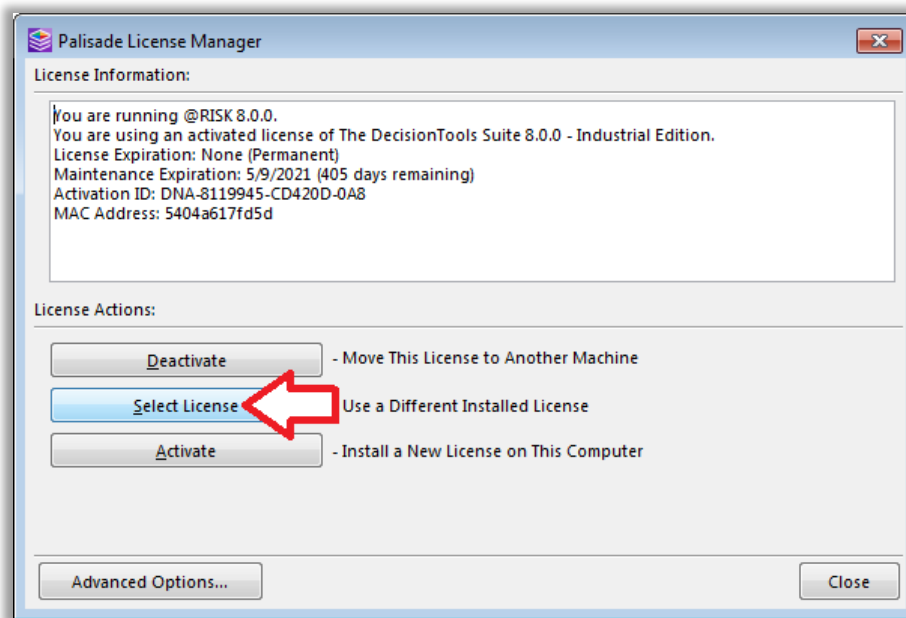 Palisade License Manager
License Information:
You are running @RISK 8.0.0.
You are using an activated license of The DecisionTools Suite 8.0.0 - Industrial Edition.
License Expiration: None (Permanent)
Maintenance Expiration: 5/9/2021 (405 days remaining)
Activation ID: DNA-8119945-CD420D-0A8
MAC Address: 5404a617fd5d
License Actions:
Deactivate - Move This License to Another Machine
Select License Use a Different Installed License
Activate - Install a New License on This Computer
Advanced Options... Close